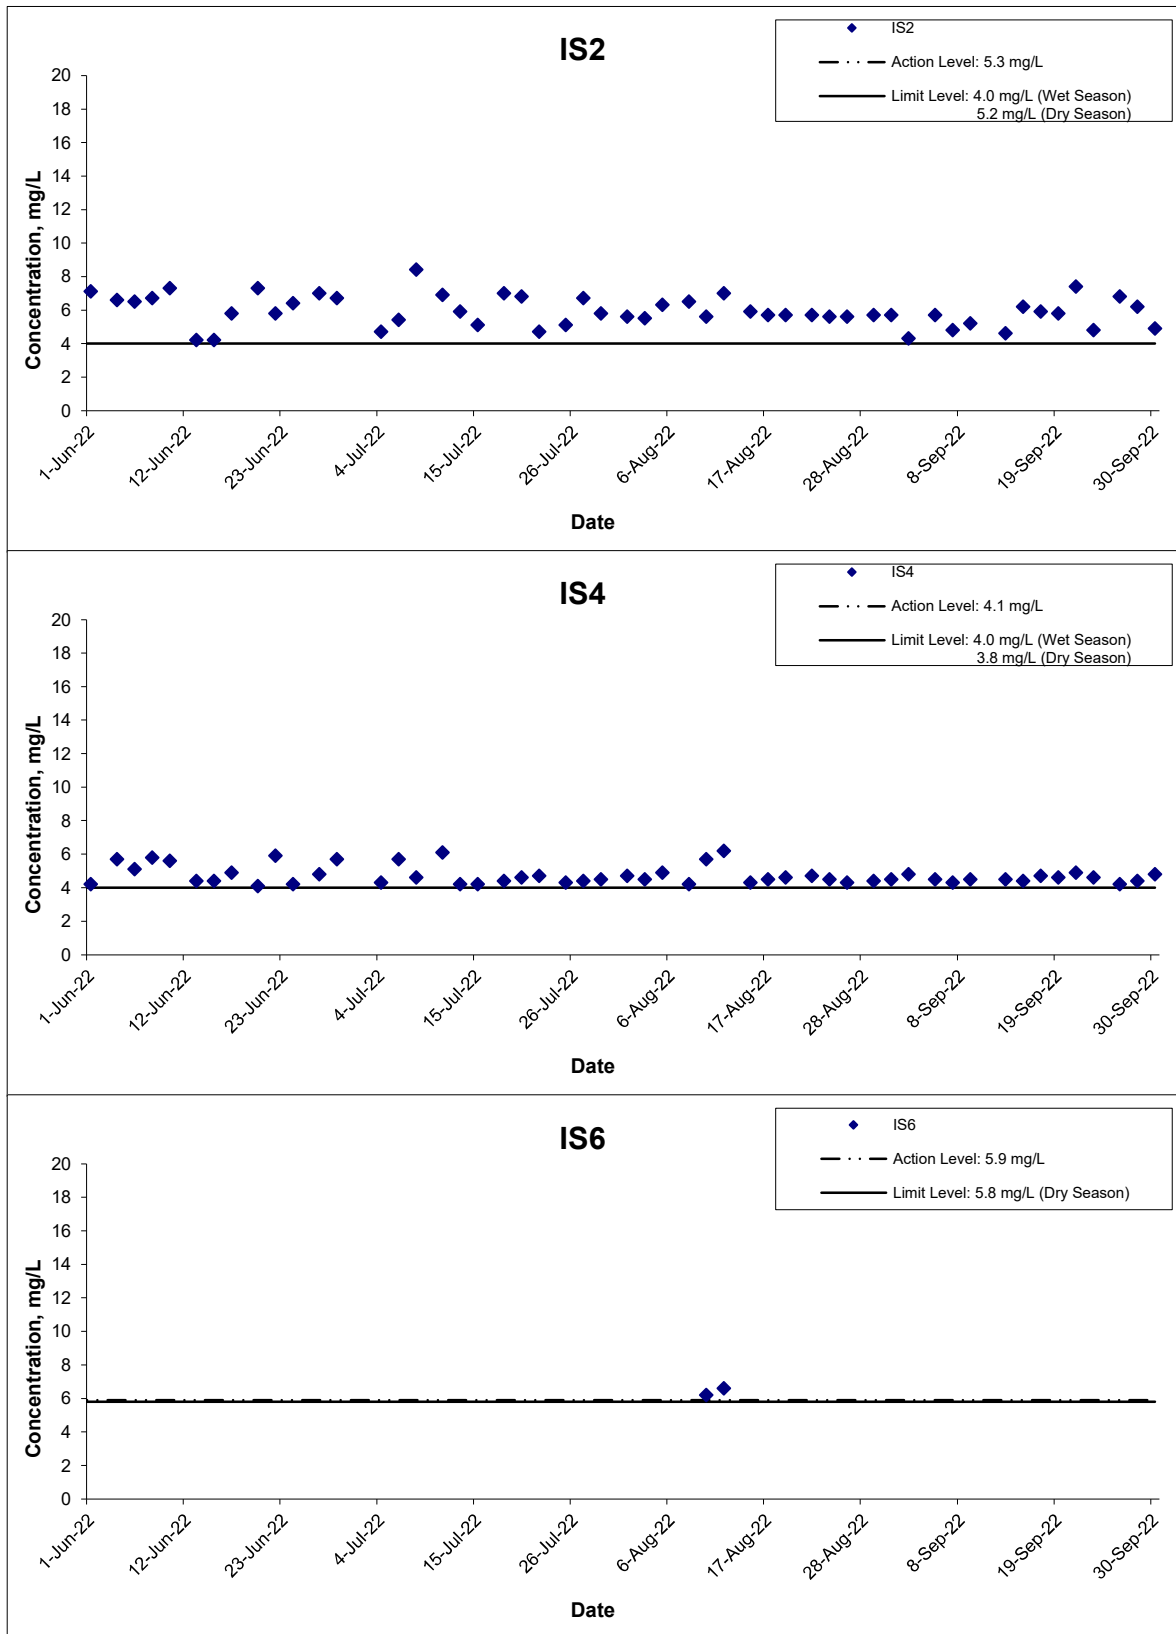 IS2
IS2
Action Level: 5.3 mg/L
Limit Level: 4.0 mg/L (Wet Season)
5.2 mg/L (Dry Season)
Concentration, mg/L
20
18
16
14
12
10
8
6
4
2
0
1-Jun-22
12-Jun-22
23-Jun-22
4-Jul-22
15-Jul-22
26-Jul-22
6-Aug-22
17-Aug-22
28-Aug-22
8-Sep-22
19-Sep-22
30-Sep-22
Date
IS4
IS4
Action Level: 4.1 mg/L
Limit Level: 4.0 mg/L (Wet Season)
3.8 mg/L (Dry Season)
Concentration, mg/L
20
18
16
14
12
10
8
6
4
2
0
1-Jun-22
12-Jun-22
23-Jun-22
4-Jul-22
15-Jul-22
26-Jul-22
6-Aug-22
17-Aug-22
28-Aug-22
8-Sep-22
19-Sep-22
30-Sep-22
Date
IS6
IS6
Action Level: 5.9 mg/L
Limit Level: 5.8 mg/L (Dry Season)
Concentration, mg/L
20
18
16
14
12
10
8
6
4
2
0
1-Jun-22
12-Jun-22
23-Jun-22
4-Jul-22
15-Jul-22
26-Jul-22
6-Aug-22
17-Aug-22
28-Aug-22
8-Sep-22
19-Sep-22
30-Sep-22
Date